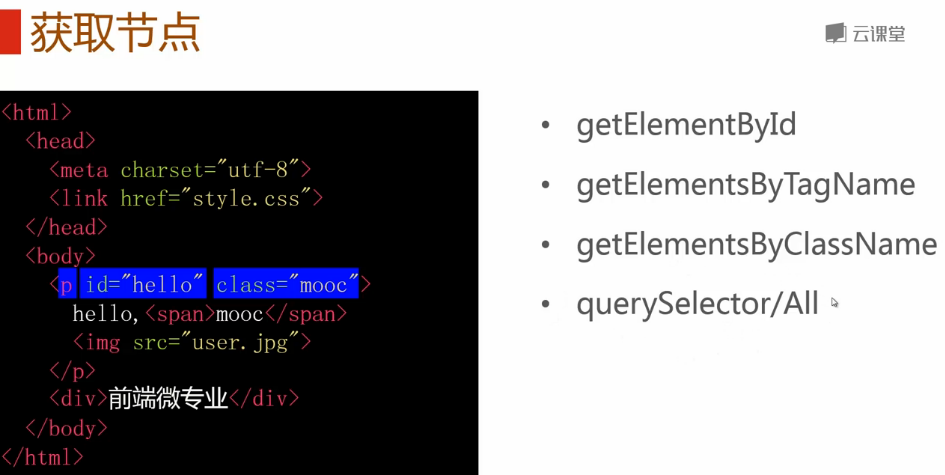 获取节点
云课堂
<html>
<head>
<meta charset="utf-8">
<link href="style.css">
</head>
<body>
<p id="hello" class="mooc">
hello,<span>mooc</span>
<img src="user.jpg">
</p>
<div>前端微专业</div>
</body>
</html>
• getElementById
• getElementsByTagName
• getElementsByClassName
• querySelector/All